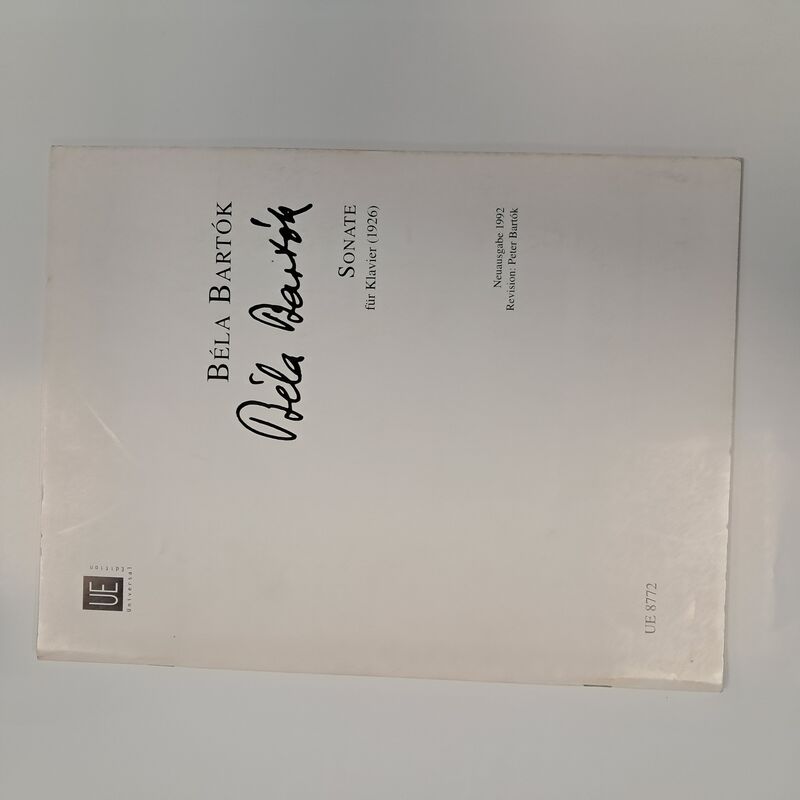 UE
Universal
Edition
BÉLA BARTÓK
Béla Bartók
SONATE
für Klavier (1926)
Neuausgabe 1992
Revision: Peter Bartók
UE 8772